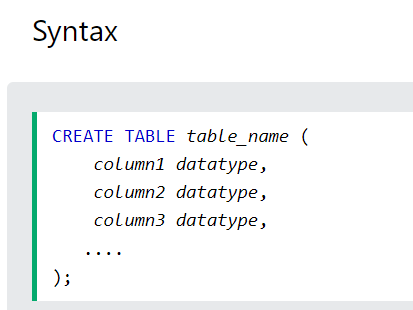 Syntax
CREATE TABLE table_name (
    column1 datatype,
    column2 datatype,
    column3 datatype,
   ....
);